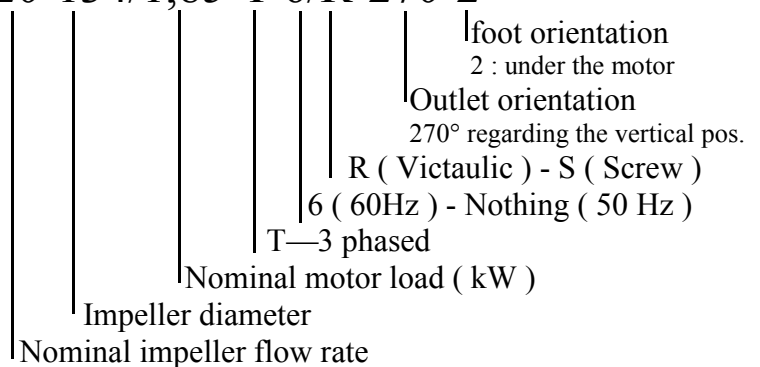 foot orientation
2 : under the motor
Outlet orientation
270° regarding the vertical pos.
R ( Victaulic ) - S ( Screw )
6 ( 60Hz ) - Nothing ( 50 Hz )
T—3 phased
Nominal motor load ( kW )
Impeller diameter
Nominal impeller flow rate